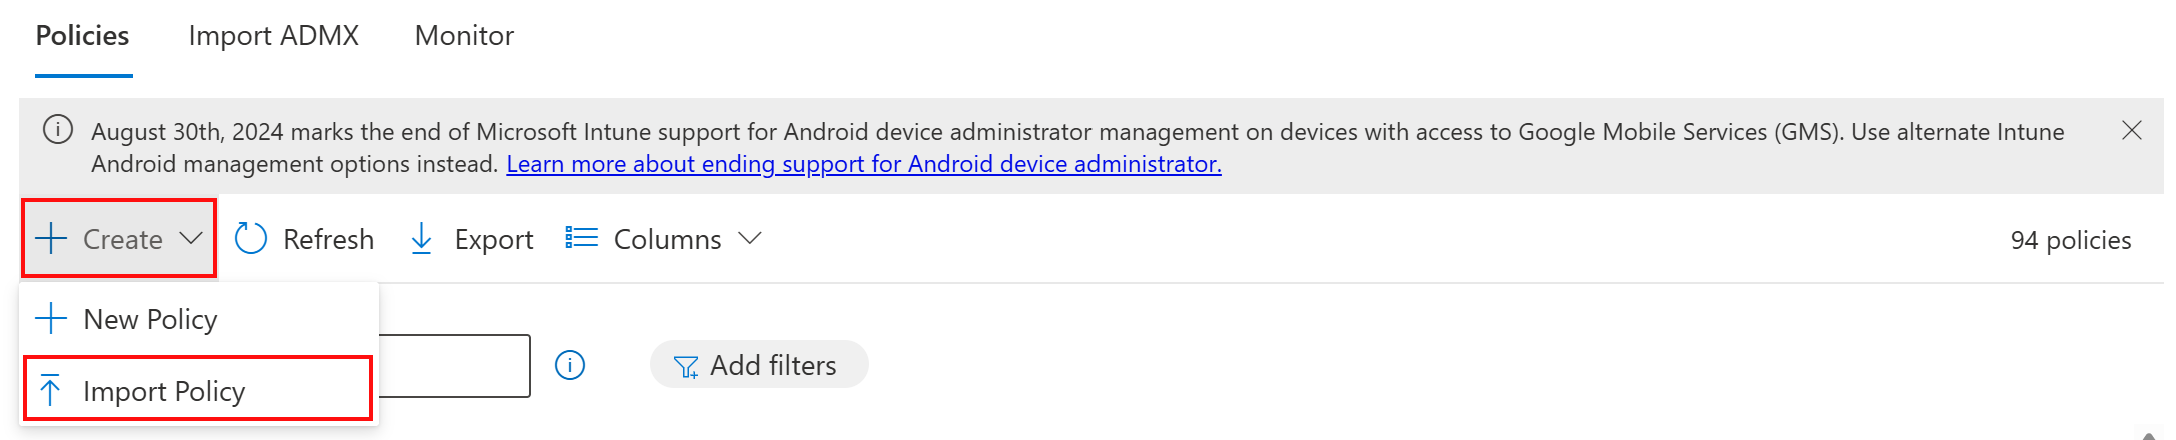 Policies Import ADMX Monitor
August 30th, 2024 marks the end of Microsoft Intune support for Android device administrator management on devices with access to Google Mobile Services (GMS). Use alternate Intune
Android management options instead. Learn more about ending support for Android device administrator.
Create Refresh Export Columns 94 policies
New Policy
Add filters
Import Policy